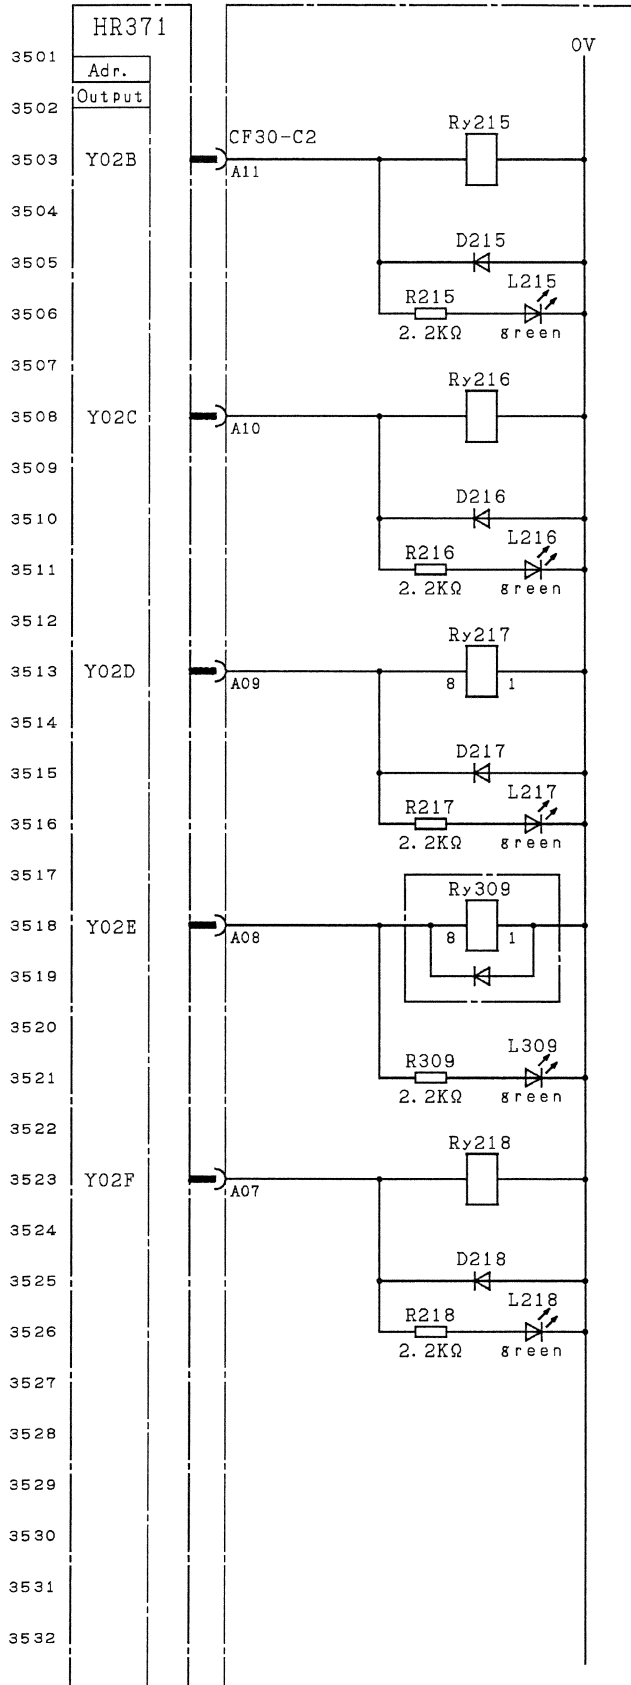 HR371
3501
0V
Adr.
3502
Output
Ry215
CF30-C2
3503
Y02B
A11
3504
D215
3505
L215
R215
3506
2.2KΩ
green
3507
Ry216
3508
Y02C
A10
3509
D216
3510
L216
R216
3511
2.2KΩ
green
3512
Ry217
3513
Y02D
A09
8
1
3514
D217
3515
L217
R217
3516
2.2KΩ
green
3517
Ry309
3518
Y02E
A08
8
1
3519
3520
L309
R309
3521
2.2KΩ
green
3522
Ry218
3523
Y02F
A07
3524
D218
3525
L218
R218
3526
2.2KΩ
green
3527
3528
3529
3530
3531
3532